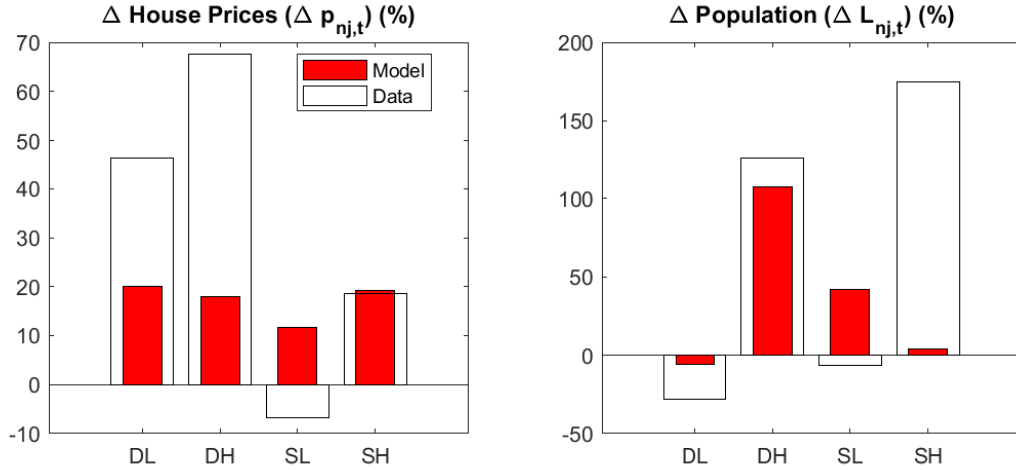 Δ House Prices (Δ p_nj,t) (%)
70
60
50
40
30
20
10
0
-10
DL DH SL SH
Model
Data
Δ Population (Δ L_nj,t) (%)
200
150
100
50
0
-50
DL DH SL SH